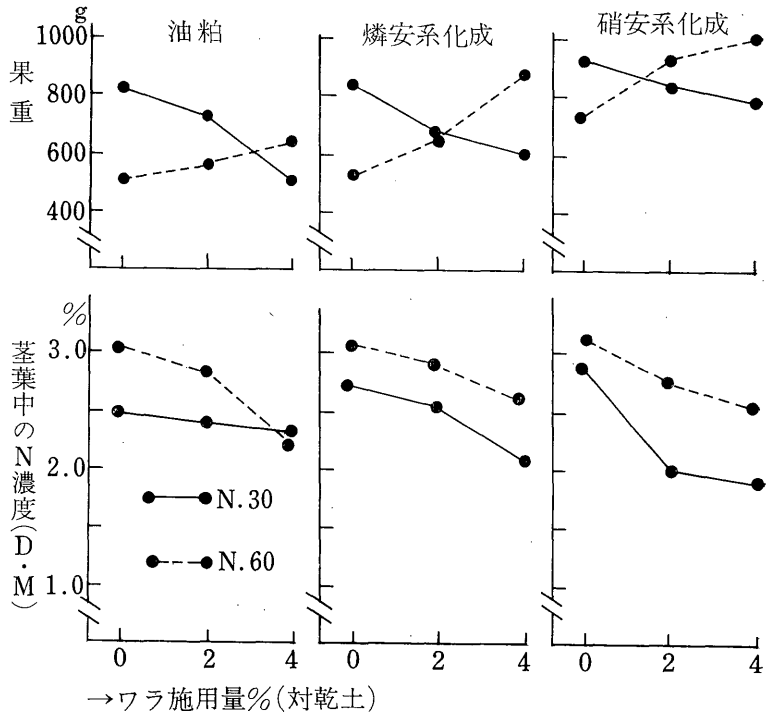 油粕
燐安系化成
硝安系化成
g
1000
800
600
400
果重
%
3.0
2.0
1.0
茎葉中のN濃度(D・M)
N.30
N.60
0 2 4
0 2 4
0 2 4
→ワラ施用量%(対乾土)